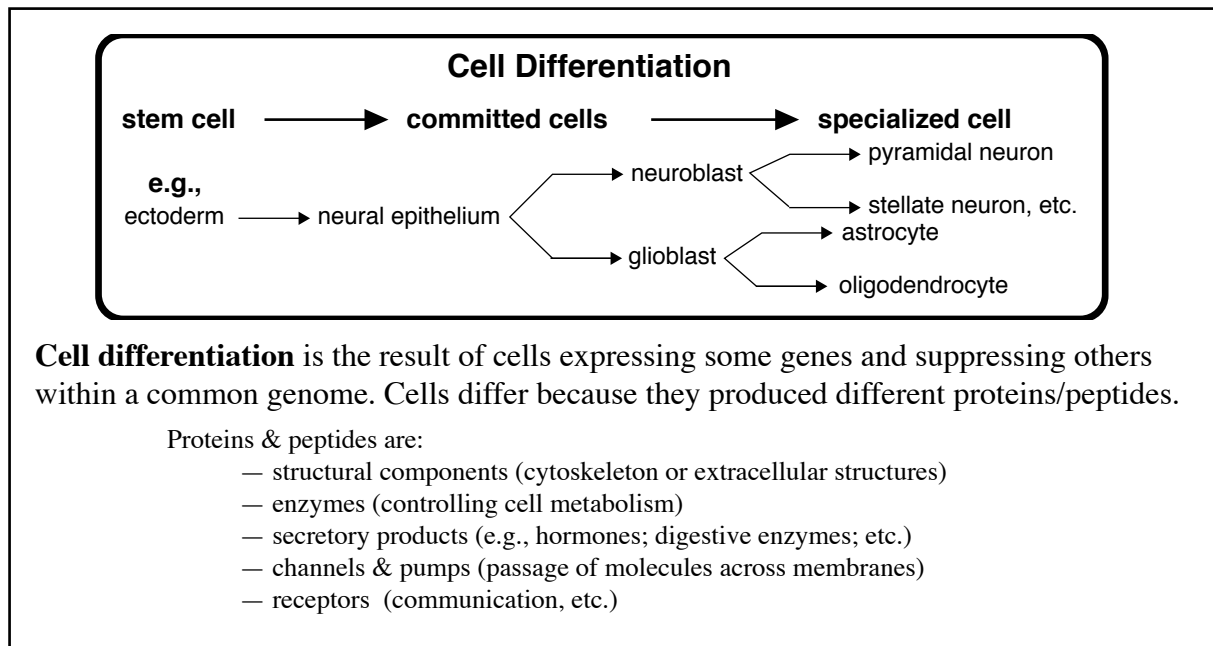 Cell Differentiation
stem cell committed cells specialized cell
pyramidal neuron
neuroblast
e.g.,
stellate neuron, etc.
ectoderm neural epithelium
astrocyte
glioblast
oligodendrocyte
Cell differentiation is the result of cells expressing some genes and suppressing others
within a common genome. Cells differ because they produced different proteins/peptides.
Proteins & peptides are:
— structural components (cytoskeleton or extracellular structures)
— enzymes (controlling cell metabolism)
— secretory products (e.g., hormones; digestive enzymes; etc.)
— channels & pumps (passage of molecules across membranes)
— receptors (communication, etc.)